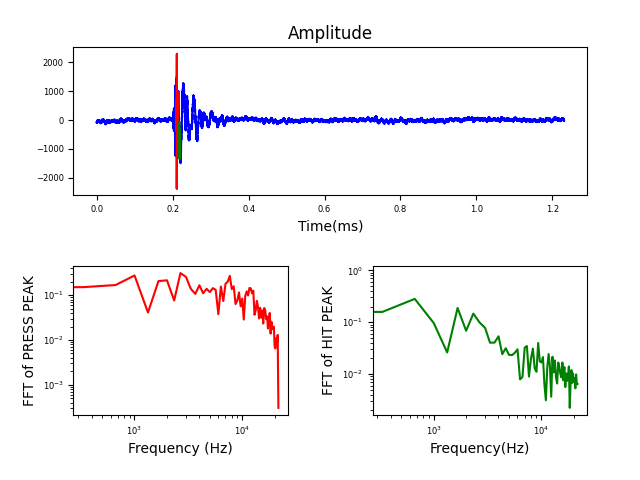 Amplitude
2000
1000
0
−1000
−2000
0.0 0.2 0.4 0.6 0.8 1.0 1.2
Time(ms)
FFT of PRESS PEAK
10⁻¹
10⁻²
10⁻³
10³ 10⁴
Frequency (Hz)
FFT of HIT PEAK
10⁰
10⁻¹
10⁻²
10³ 10⁴
Frequency(Hz)